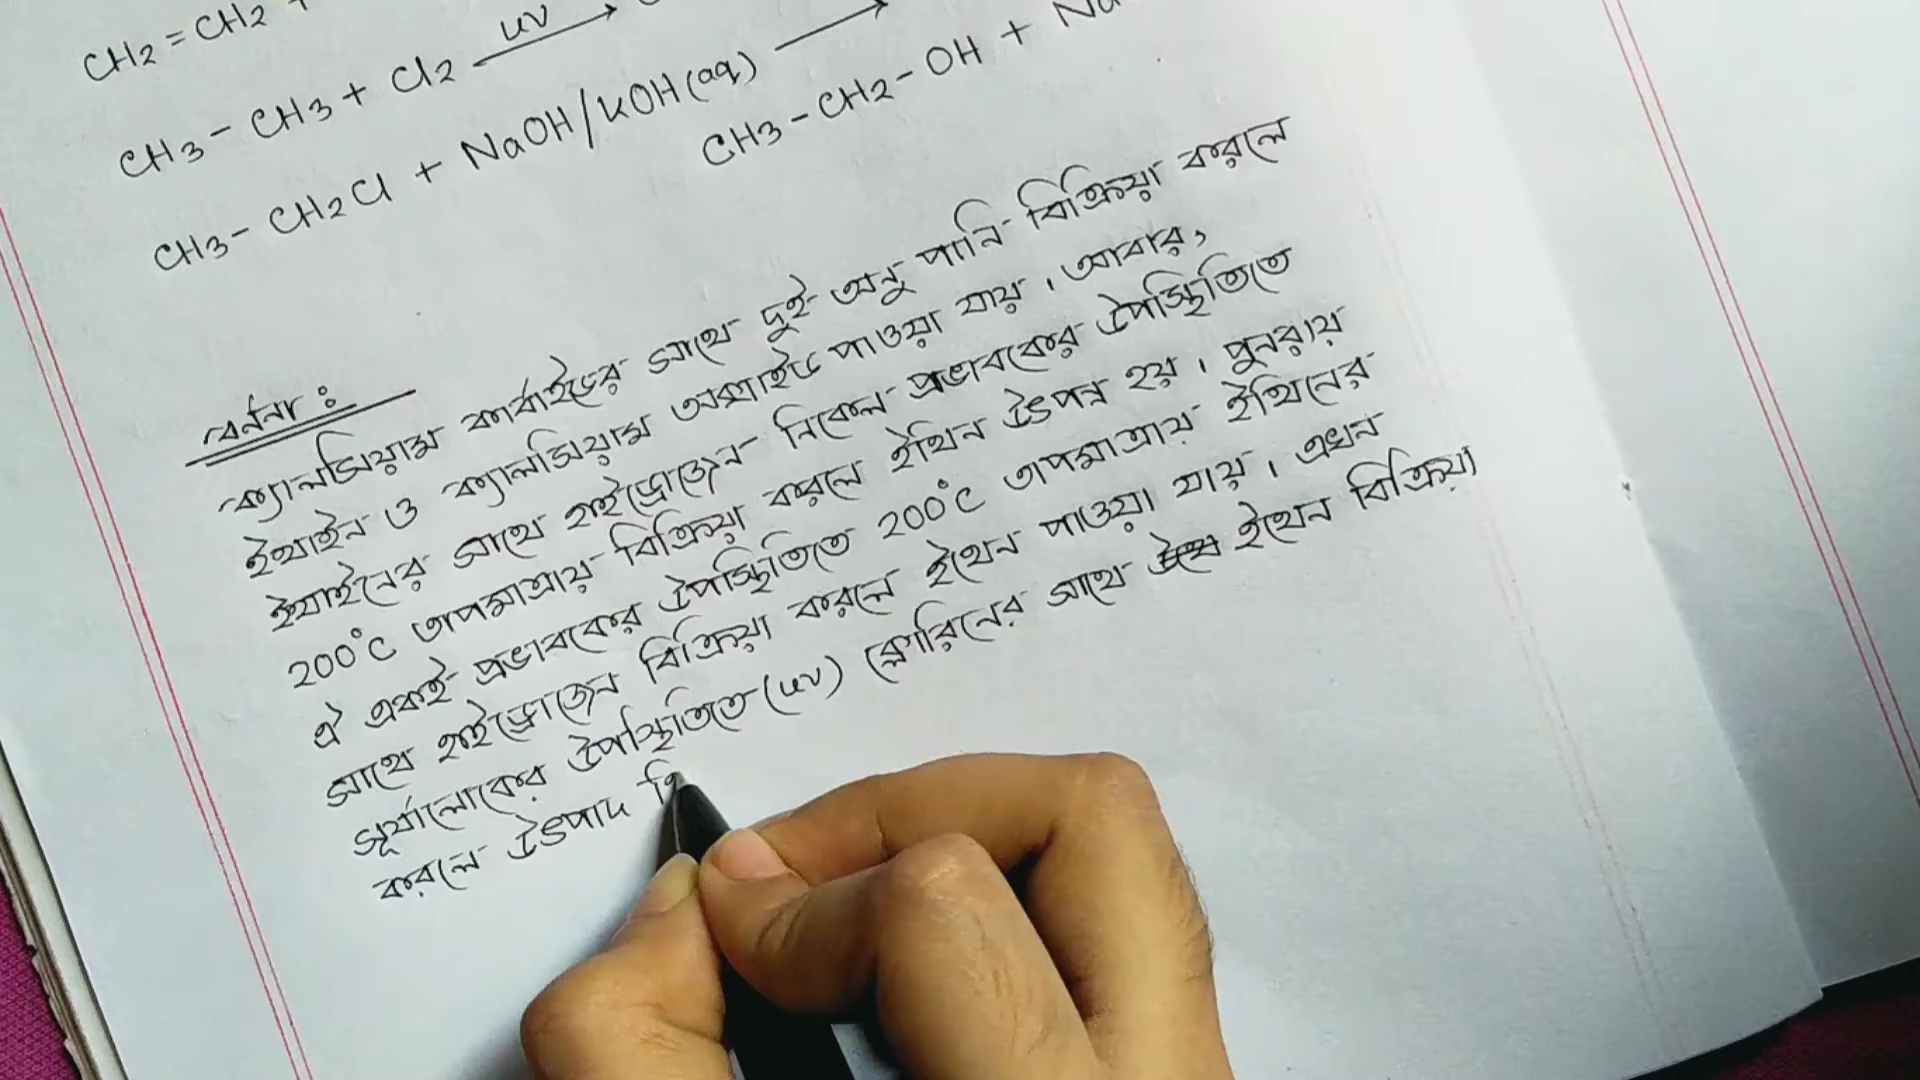 CH2 = CH2 +
CH3 - CH3 + Cl2 uv →
CH3 - CH2Cl + NaOH/KOH (aq) →
CH3 - CH2 - OH + Na
বর্ননা :
ক্যালসিয়াম কার্বাইডের সাথে দুই অনু পানি বিক্রিয়া করলে
ইথাইন ও ক্যালসিয়াম অক্সাইড পাওয়া যায়। আবার,
ইথাইনের সাথে হাইড্রোজেন নিকেল প্রভাবকের উপস্থিতিতে
200°C তাপমাত্রায় বিক্রিয়া করলে ইথিন উৎপন্ন হয়। পুনরায়
ঐ একই প্রভাবকের উপস্থিতিতে 200°C তাপমাত্রায় ইথিনের
সাথে হাইড্রোজেন বিক্রিয়া করলে ইথেন পাওয়া যায়। এখন
সূর্যালোকের উপস্থিতিতে (uv) ক্লোরিনের সাথে ইথেন বিক্রিয়া
করলে উৎপাদ